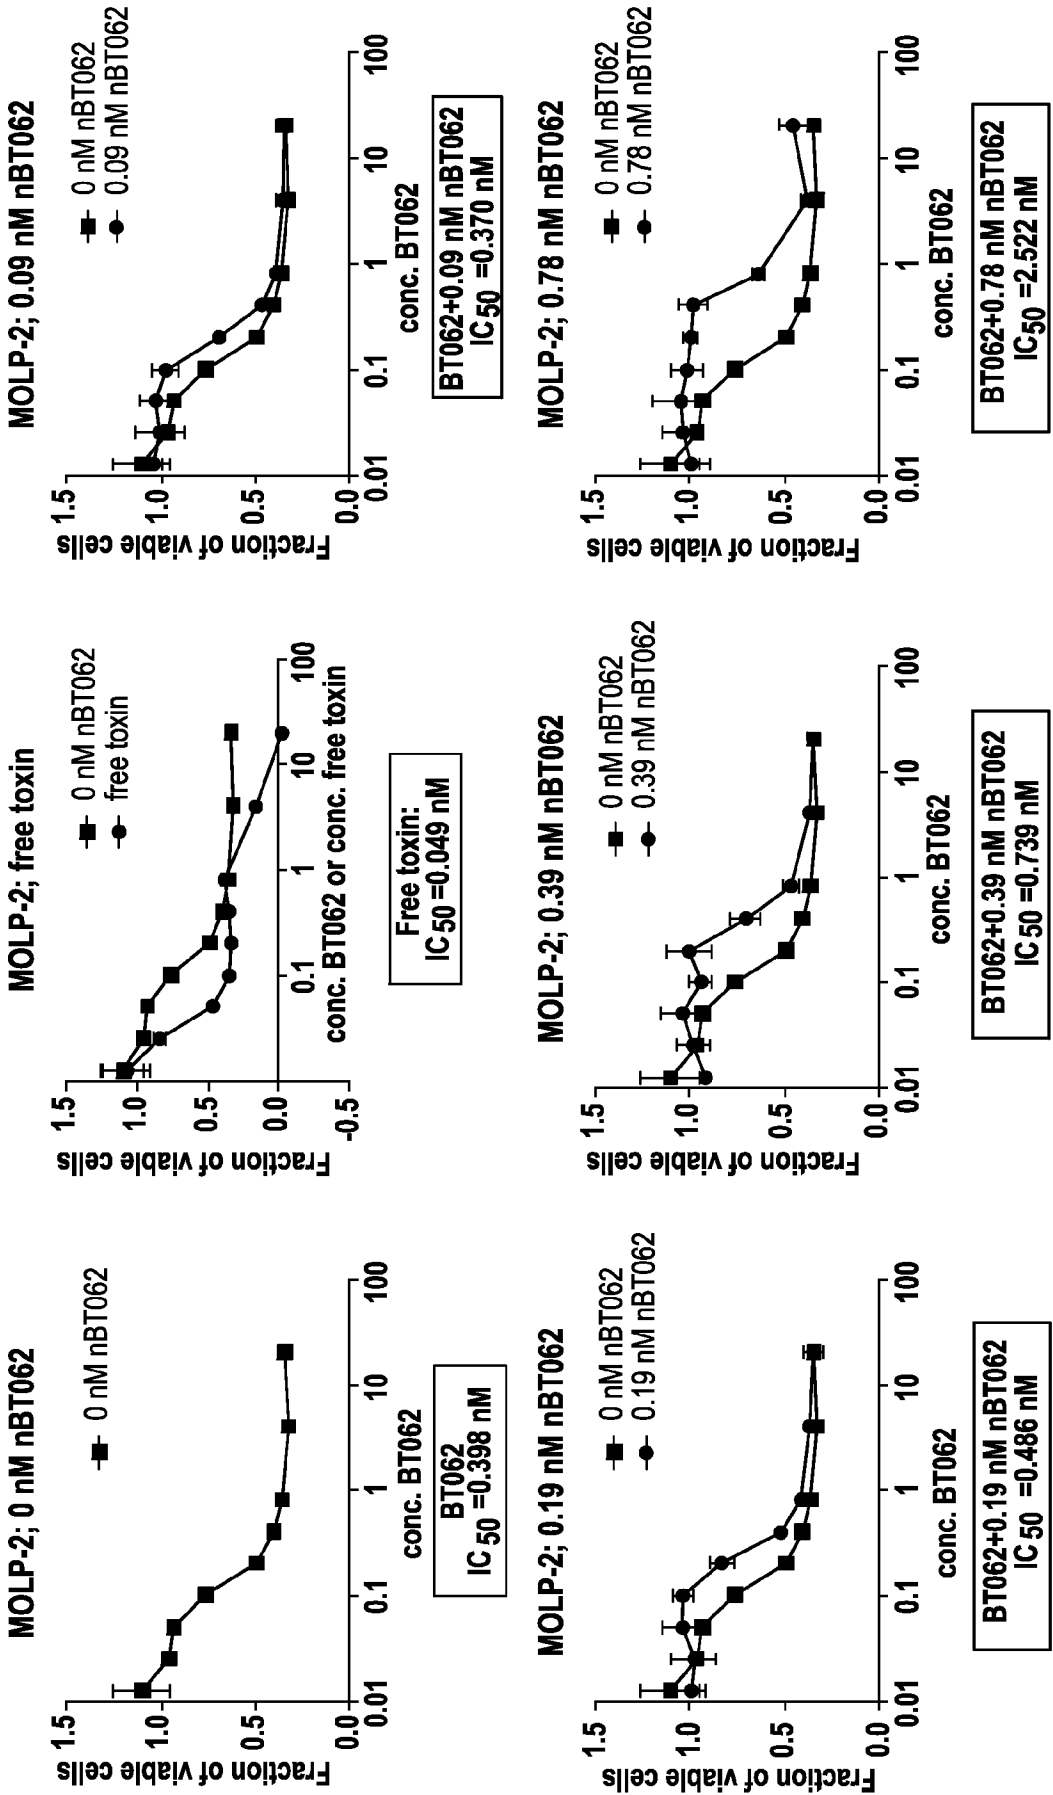 MOLP-2; 0 nM nBT062
0 nM nBT062
Fraction of viable cells
1.5
1.0
0.5
0.0
0.01
0.1
1
10
100
conc. BT062
BT062
IC50 =0.398 nM
MOLP-2; free toxin
0 nM nBT062
free toxin
Fraction of viable cells
1.5
1.0
0.5
0.0
-0.5
0.1
1
10
100
conc. BT062 or conc. free toxin
Free toxin:
IC50 =0.049 nM
MOLP-2; 0.09 nM nBT062
0 nM nBT062
0.09 nM nBT062
Fraction of viable cells
1.5
1.0
0.5
0.0
0.01
0.1
1
10
100
conc. BT062
BT062+0.09 nM nBT062
IC50 =0.370 nM
MOLP-2; 0.19 nM nBT062
0 nM nBT062
0.19 nM nBT062
Fraction of viable cells
1.5
1.0
0.5
0.0
0.01
0.1
1
10
100
conc. BT062
BT062+0.19 nM nBT062
IC50 =0.486 nM
MOLP-2; 0.39 nM nBT062
0 nM nBT062
0.39 nM nBT062
Fraction of viable cells
1.5
1.0
0.5
0.0
0.01
0.1
1
10
100
conc. BT062
BT062+0.39 nM nBT062
IC50 =0.739 nM
MOLP-2; 0.78 nM nBT062
0 nM nBT062
0.78 nM nBT062
Fraction of viable cells
1.5
1.0
0.5
0.0
0.01
0.1
1
10
100
conc. BT062
BT062+0.78 nM nBT062
IC50 =2.522 nM